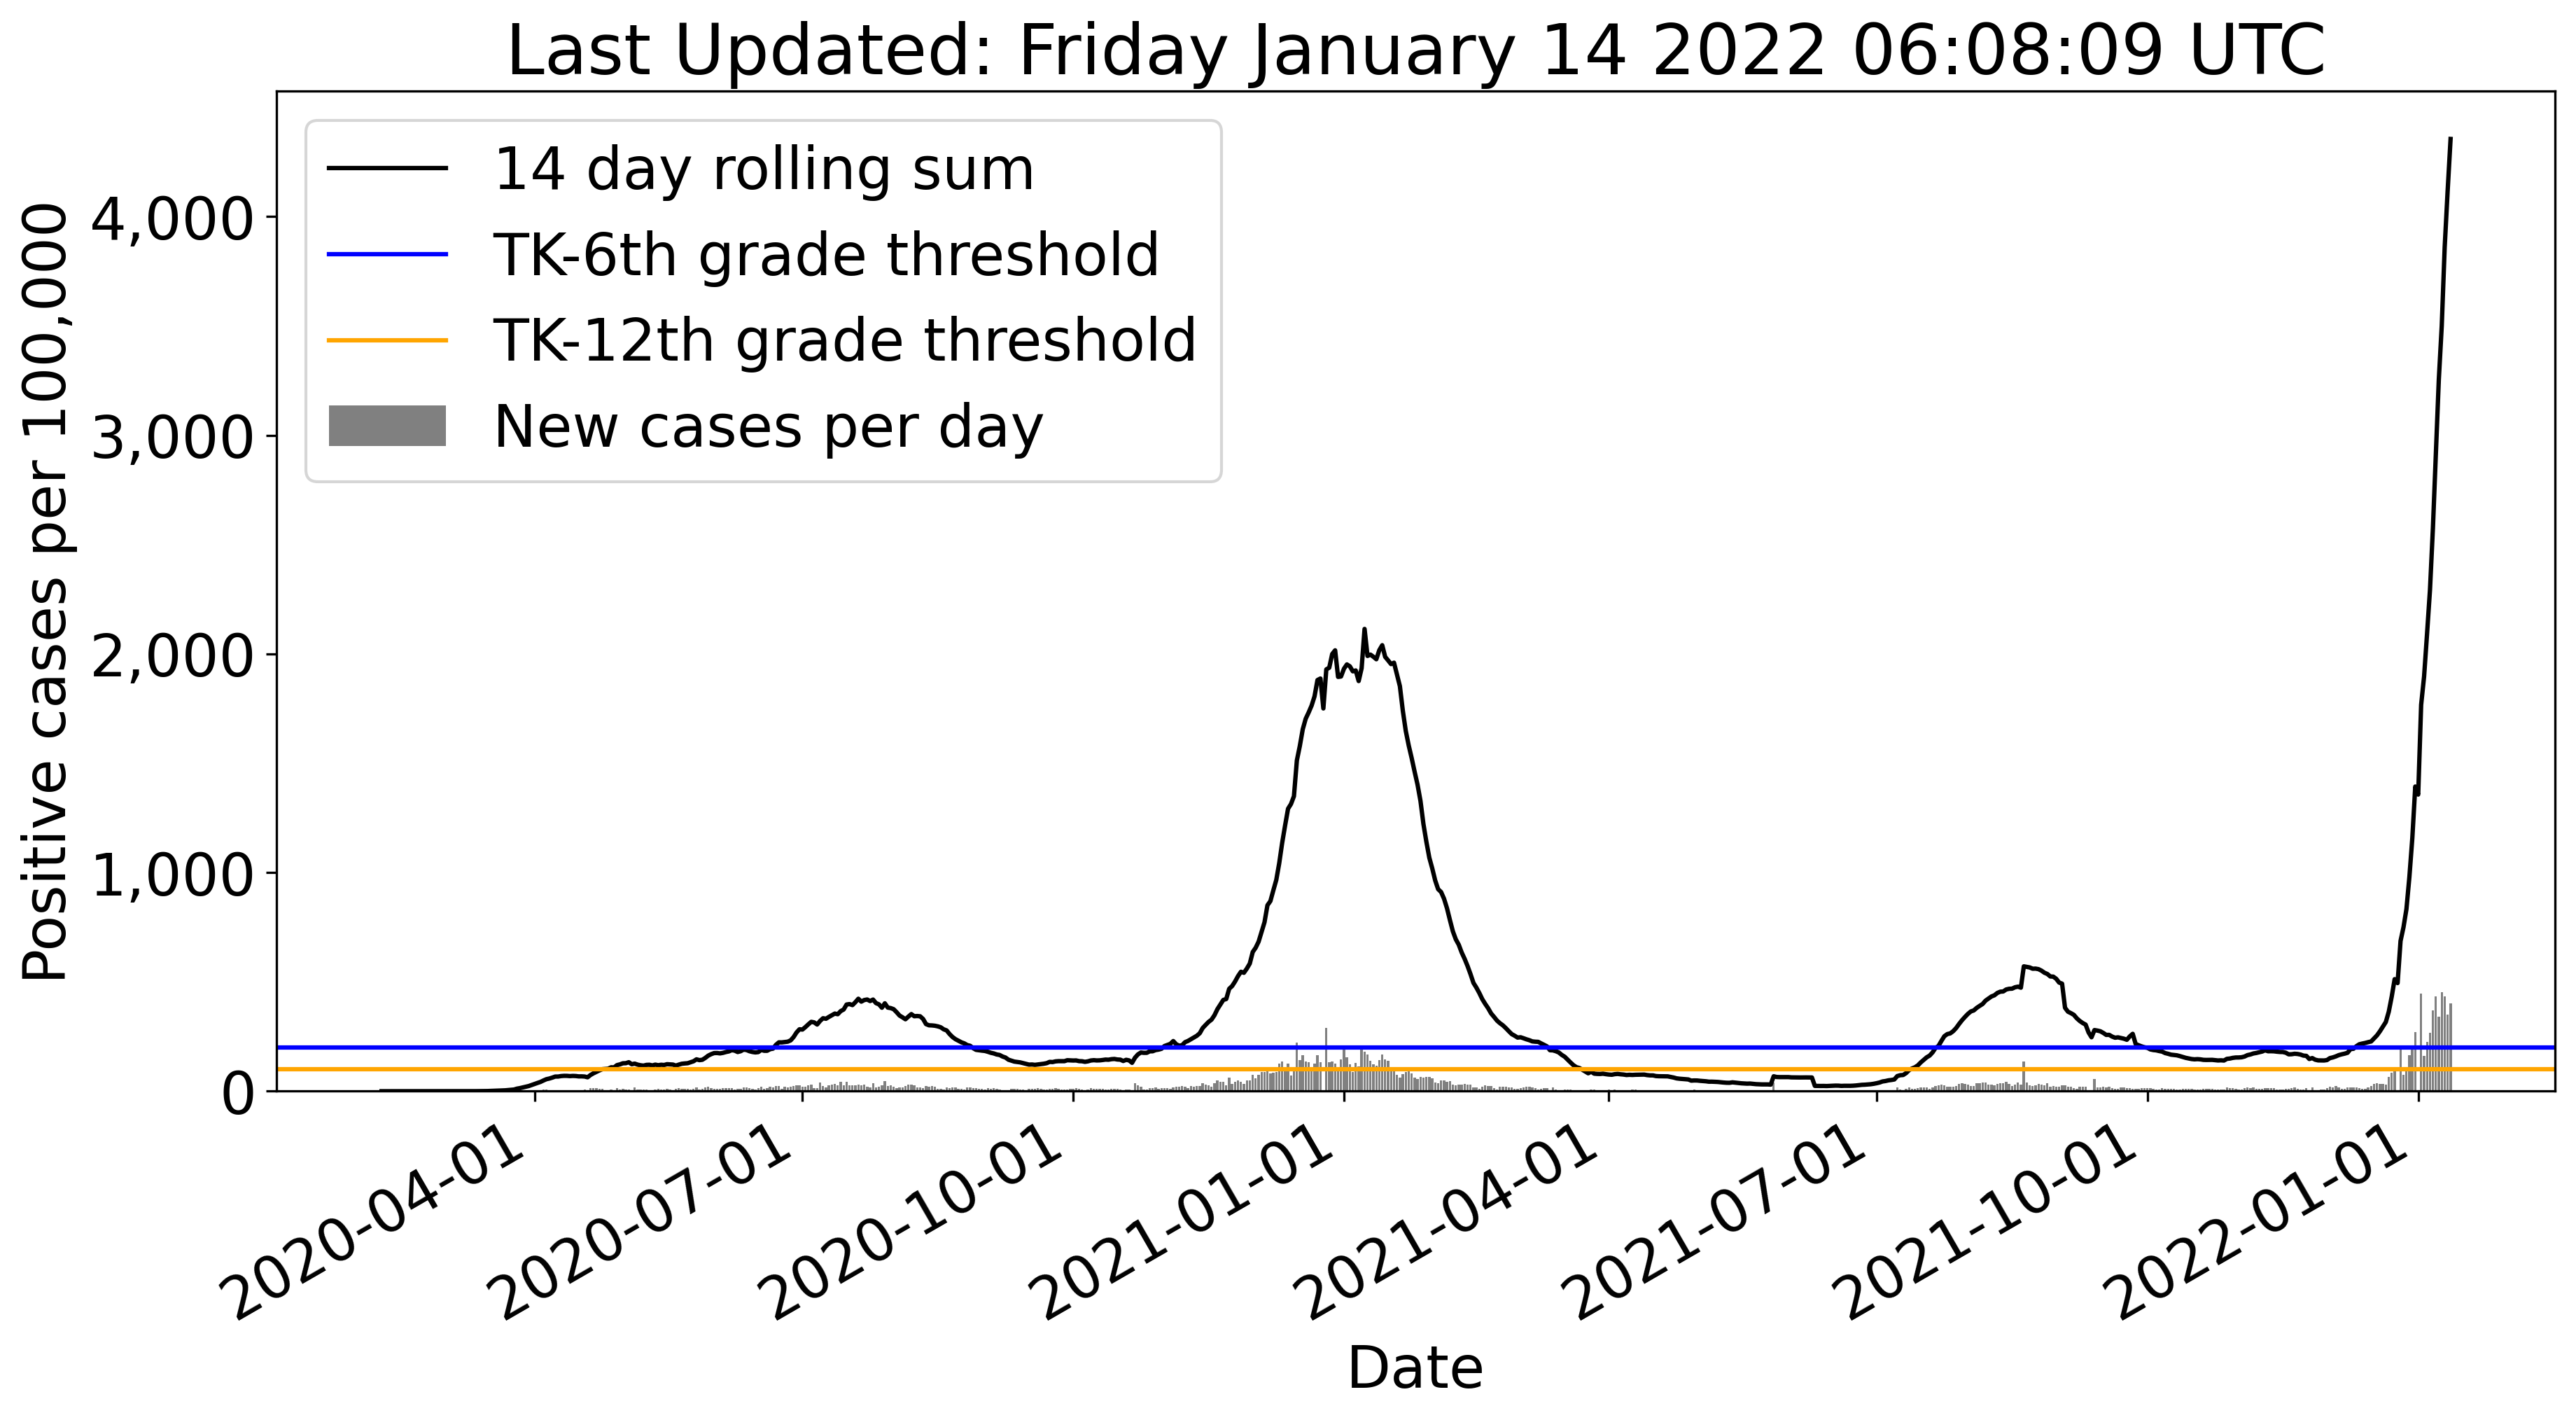 Last Updated: Friday January 14 2022 06:08:09 UTC
14 day rolling sum
TK-6th grade threshold
TK-12th grade threshold
New cases per day
Positive cases per 100,000
4,000
3,000
2,000
1,000
0
2020-04-01
2020-07-01
2020-10-01
2021-01-01
2021-04-01
2021-07-01
2021-10-01
2022-01-01
Date